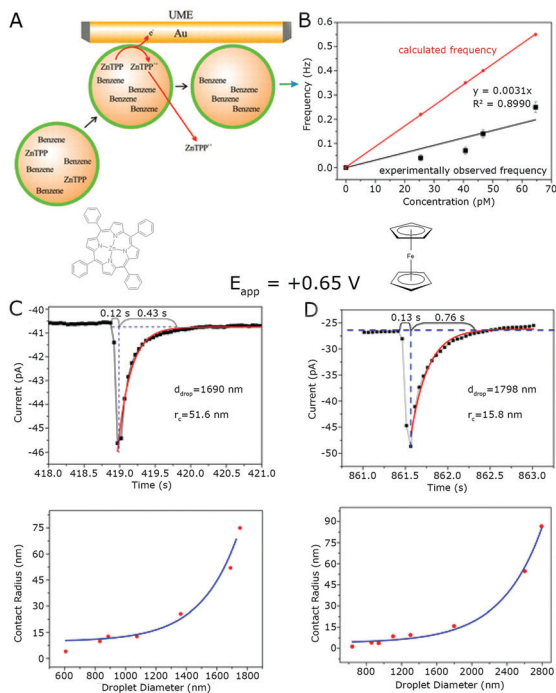 A
UME
Au
e⁻
ZnTPP
ZnTPP⁺•
Benzene
Benzene
Benzene
Benzene
Benzene
Benzene
Benzene
Benzene
Benzene
ZnTPP
Benzene
Benzene
ZnTPP
Benzene
ZnTPP⁺•
B
Frequency (Hz)
0.6
0.5
0.4
0.3
0.2
0.1
0.0
calculated frequency
y = 0.0031x
R² = 0.8990
experimentally observed frequency
0 10 20 30 40 50 60 70
Concentration (pM)
N
N
Zn
N
N
Fe
E_app = +0.65 V
C
Current (pA)
-40
-41
-42
-43
-44
-45
-46
0.12 s 0.43 s
d_drop=1690 nm
r_c=51.6 nm
418.0 418.5 419.0 419.5 420.0 420.5 421.0
Time (s)
D
Current (pA)
-25
-30
-35
-40
-45
-50
0.13 s 0.76 s
d_drop=1798 nm
r_c=15.8 nm
861.0 861.5 862.0 862.5 863.0
Time (s)
Contact Radius (nm)
75
60
45
30
15
0
600 800 1000 1200 1400 1600 1800
Droplet Diameter (nm)
Contact Radius (nm)
90
75
60
45
30
15
0
800 1200 1600 2000 2400 2800
Droplet Diameter (nm)